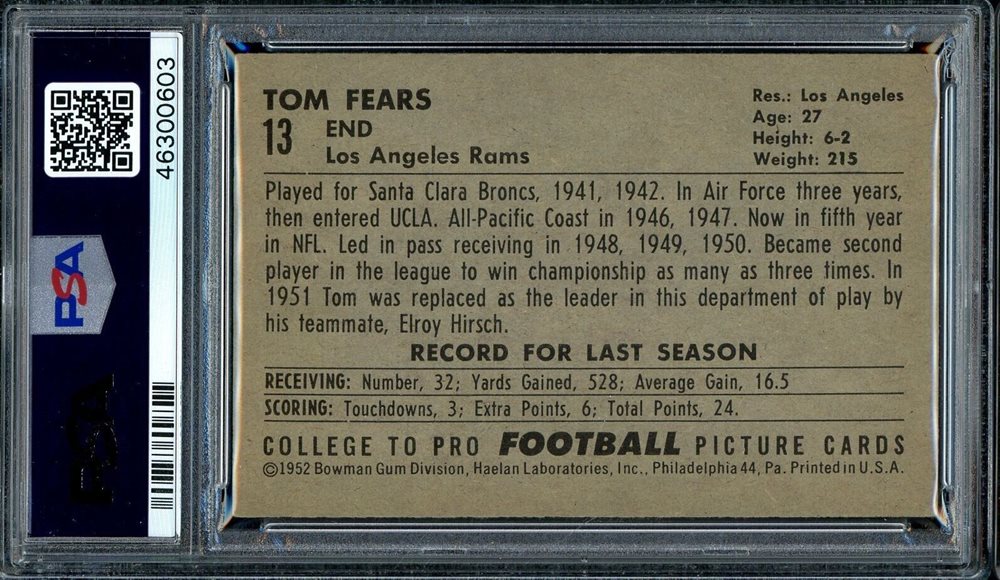 46300603
PSA
PSA
TOM FEARS
13
END
Los Angeles Rams
Res.: Los Angeles
Age: 27
Height: 6-2
Weight: 215
Played for Santa Clara Broncs, 1941, 1942. In Air Force three years,
then entered UCLA. All-Pacific Coast in 1946, 1947. Now in fifth year
in NFL. Led in pass receiving in 1948, 1949, 1950. Became second
player in the league to win championship as many as three times. In
1951 Tom was replaced as the leader in this department of play by
his teammate, Elroy Hirsch.
RECORD FOR LAST SEASON
RECEIVING: Number, 32; Yards Gained, 528; Average Gain, 16.5
SCORING: Touchdowns, 3; Extra Points, 6; Total Points, 24.
COLLEGE TO PRO FOOTBALL PICTURE CARDS
©1952 Bowman Gum Division, Haelan Laboratories, Inc., Philadelphia 44, Pa. Printed in U.S.A.